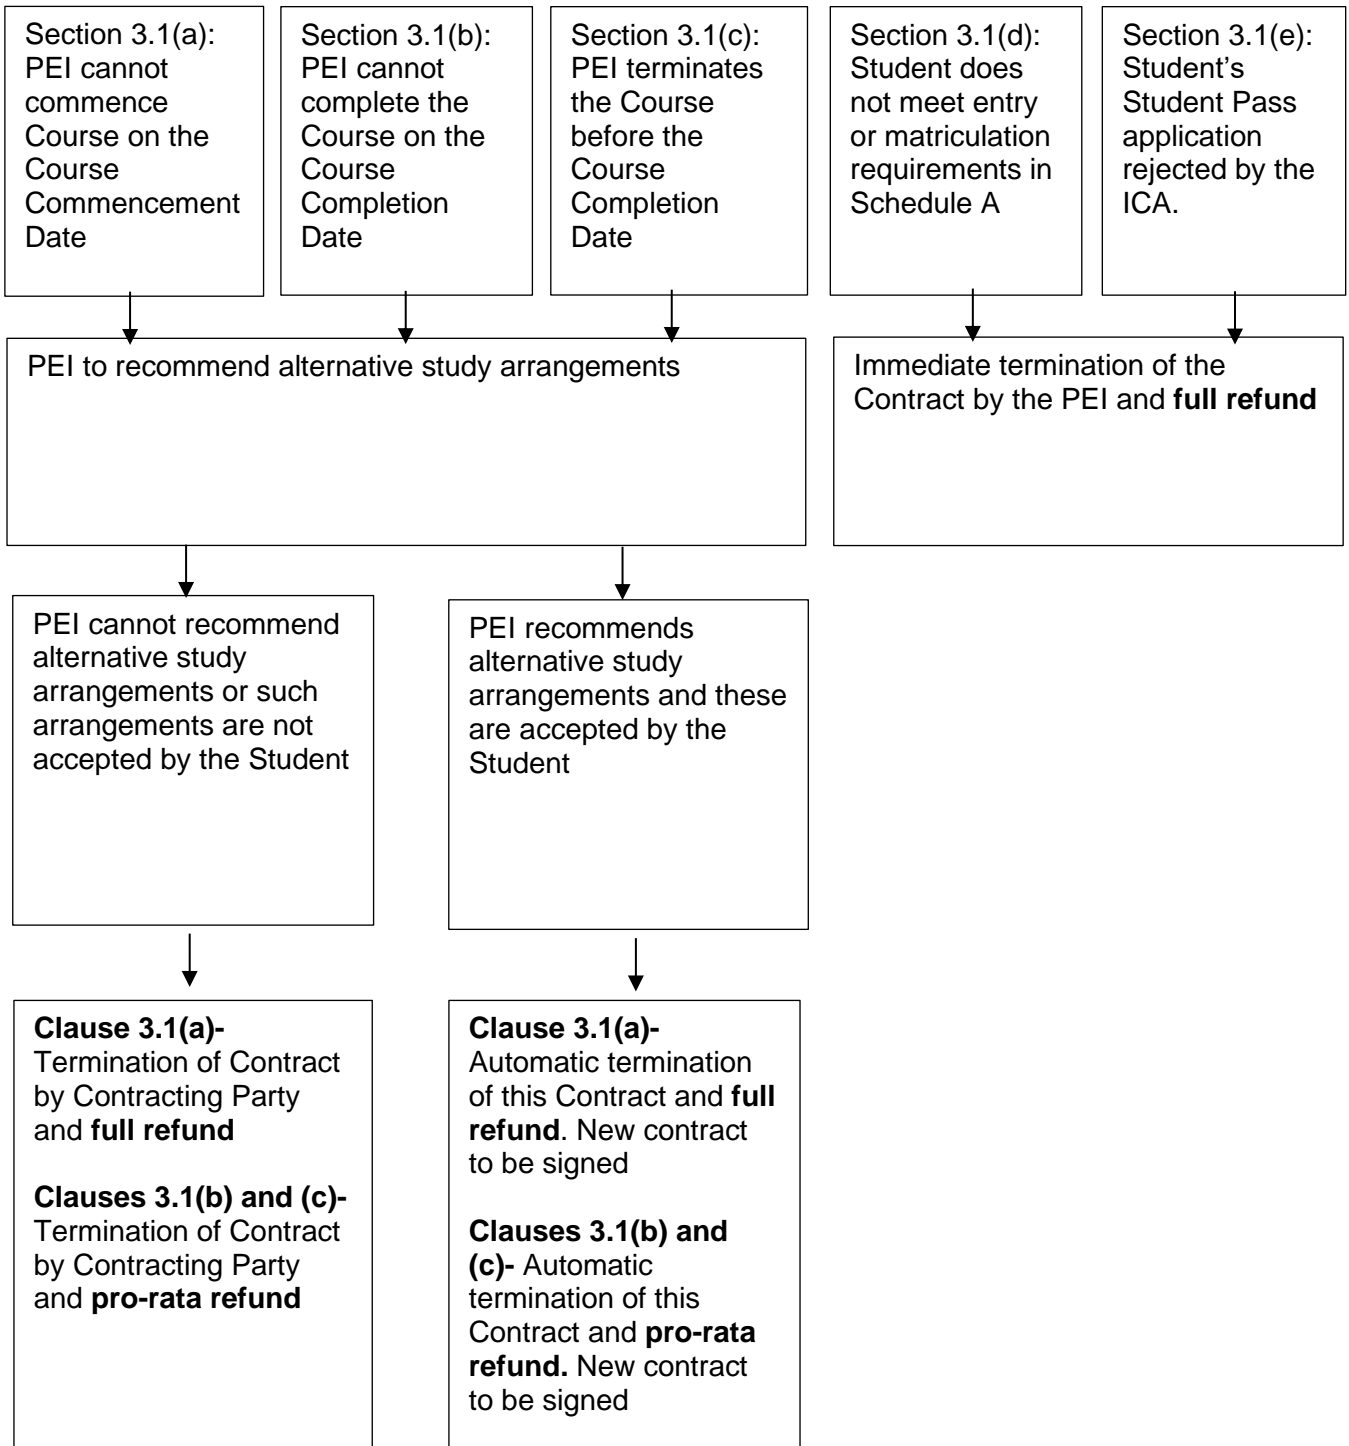 Section 3.1(a):
PEI cannot
commence
Course on the
Course
Commencement
Date
Section 3.1(b):
PEI cannot
complete the
Course on the
Course
Completion
Date
Section 3.1(c):
PEI terminates
the Course
before the
Course
Completion
Date
Section 3.1(d):
Student does
not meet entry
or matriculation
requirements in
Schedule A
Section 3.1(e):
Student’s
Student Pass
application
rejected by the
ICA.
PEI to recommend alternative study arrangements
Immediate termination of the
Contract by the PEI and full refund
PEI cannot recommend
alternative study
arrangements or such
arrangements are not
accepted by the Student
PEI recommends
alternative study
arrangements and these
are accepted by the
Student
Clause 3.1(a)-
Termination of Contract
by Contracting Party
and full refund
Clauses 3.1(b) and (c)-
Termination of Contract
by Contracting Party
and pro-rata refund
Clause 3.1(a)-
Automatic termination
of this Contract and full
refund. New contract
to be signed
Clauses 3.1(b) and
(c)- Automatic
termination of this
Contract and pro-rata
refund. New contract
to be signed